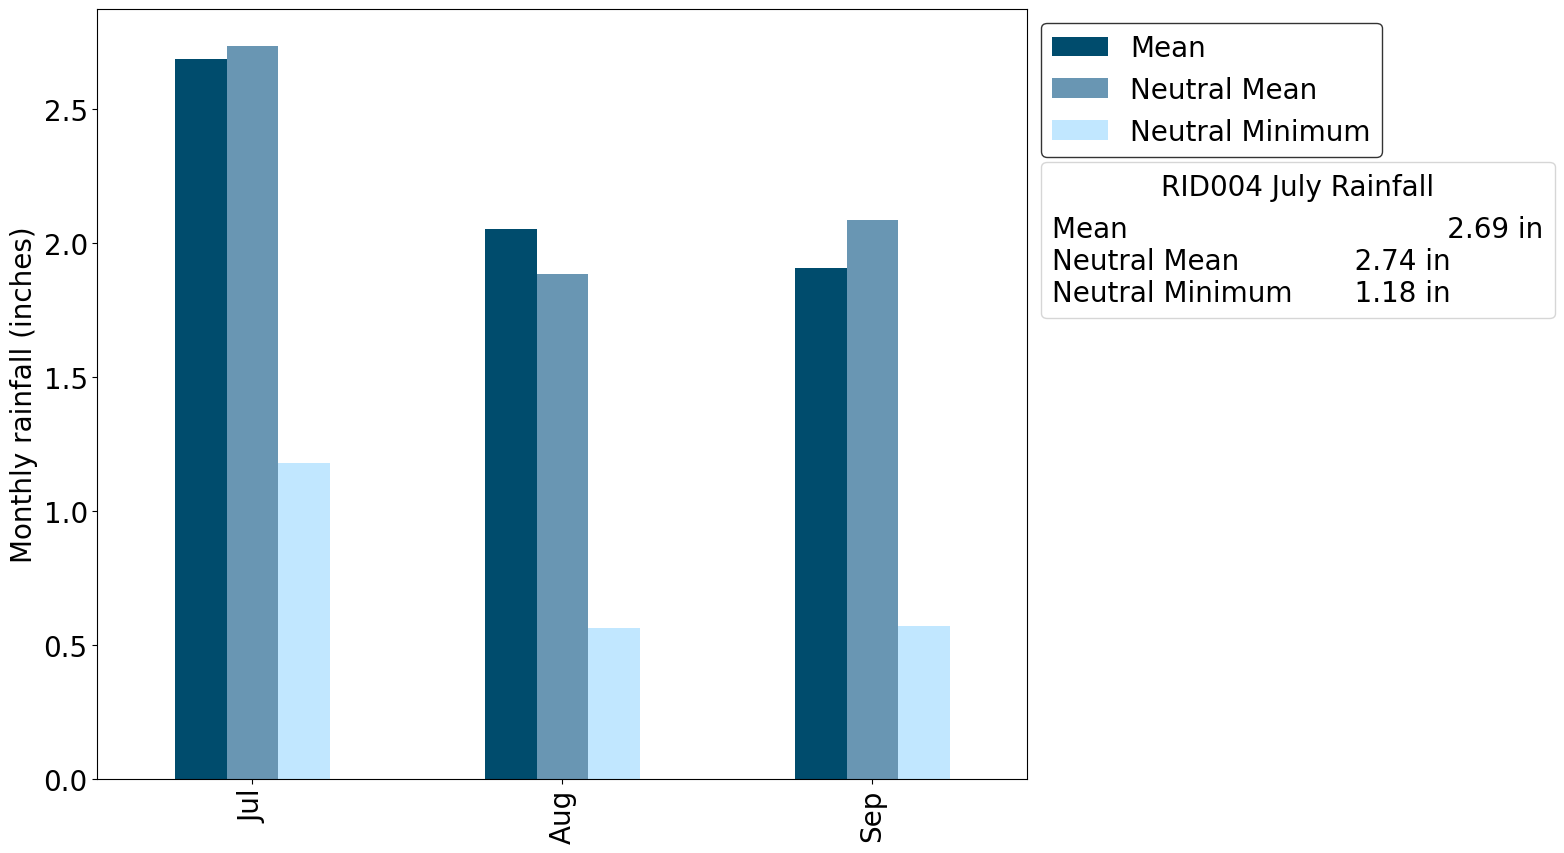 Monthly rainfall (inches)
2.5
2.0
1.5
1.0
0.5
0.0
Jul
Aug
Sep
Mean
Neutral Mean
Neutral Minimum
RID004 July Rainfall
Mean 2.69 in
Neutral Mean 2.74 in
Neutral Minimum 1.18 in